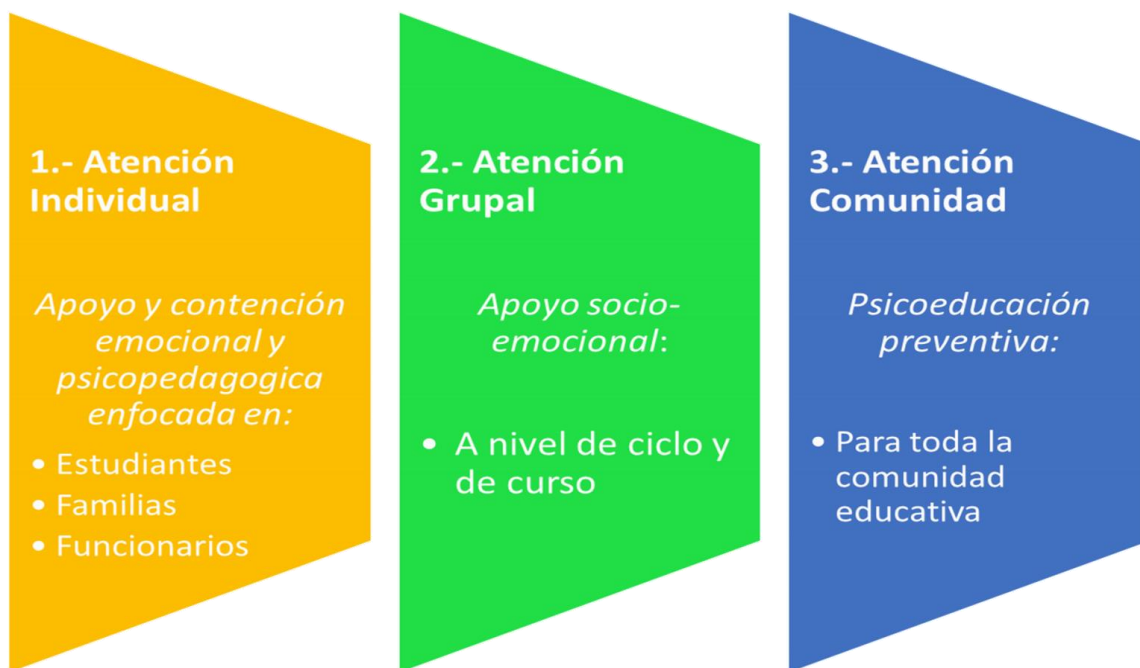 1.- Atención
Individual
Apoyo y contención
emocional y
psicopedagogica
enfocada en:
• Estudiantes
• Familias
• Funcionarios
2.- Atención
Grupal
Apoyo socio-
emocional:
• A nivel de ciclo y
de curso
3.- Atención
Comunidad
Psicoeducación
preventiva:
• Para toda la
comunidad
educativa